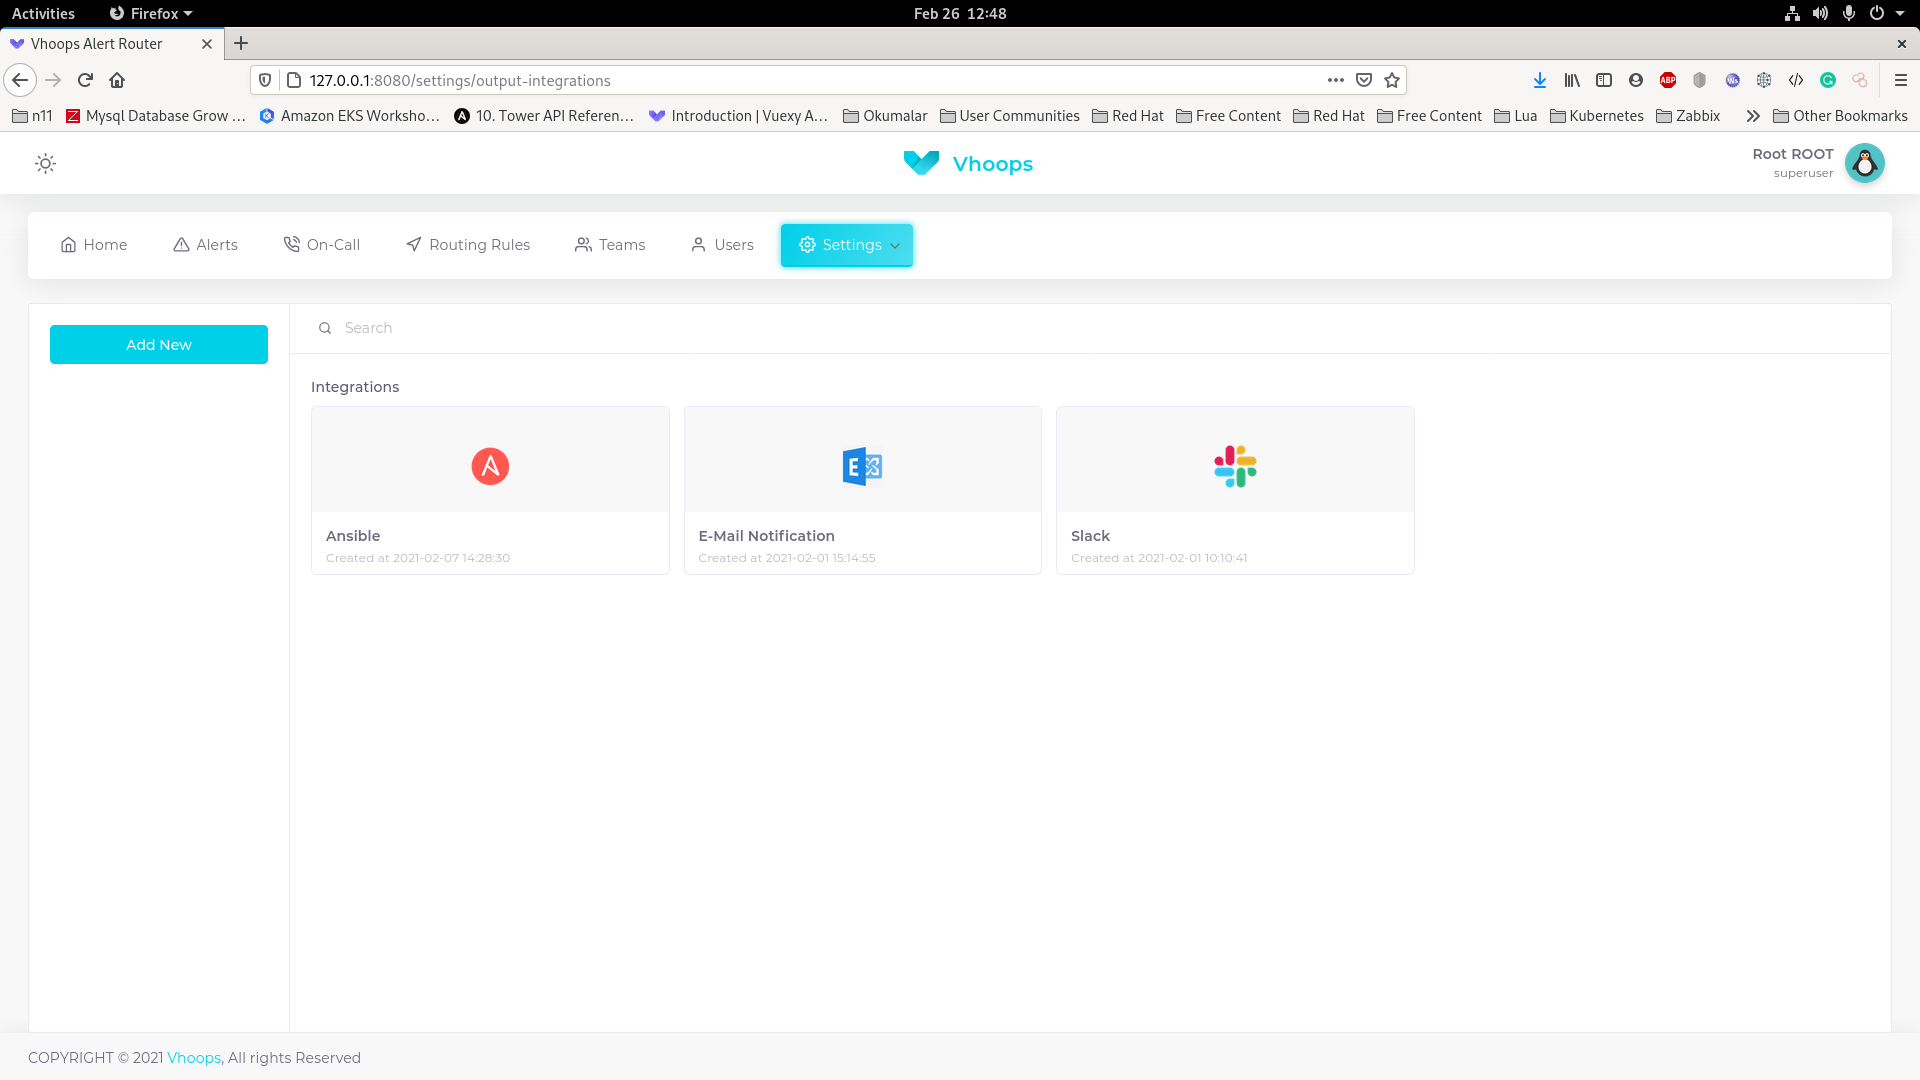 Activities Firefox Feb 26 12:48
Vhoops Alert Router
127.0.0.1:8080/settings/output-integrations
n11 Mysql Database Grow … Amazon EKS Worksho… 10. Tower API Referen… Introduction | Vuexy A… Okumalar User Communities Red Hat Free Content Red Hat Free Content Lua Kubernetes Zabbix Other Bookmarks
Vhoops
Root ROOT
superuser
Home Alerts On-Call Routing Rules Teams Users Settings
Add New
Search
Integrations
Ansible
Created at 2021-02-07 14:28:30
E-Mail Notification
Created at 2021-02-01 15:14:55
Slack
Created at 2021-02-01 10:10:41
COPYRIGHT © 2021 Vhoops, All rights Reserved